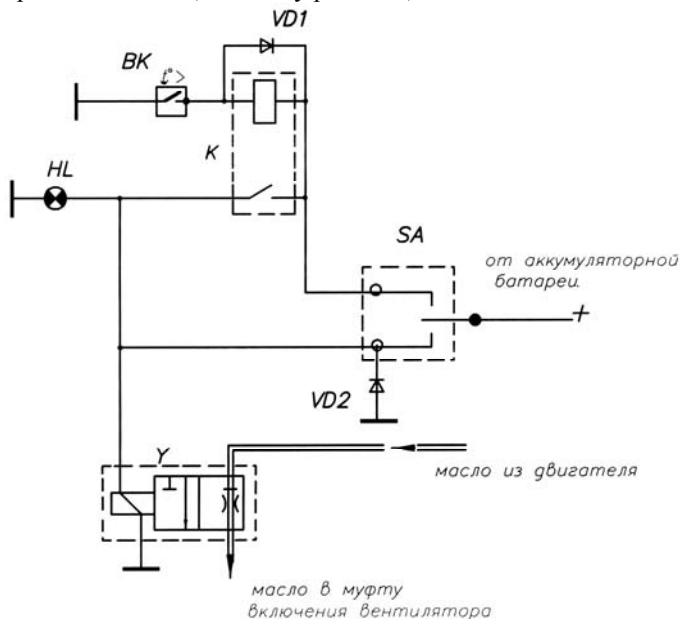 VD1
BK
t°>
K
HL
SA
от аккумуляторной
батареи.
+
VD2
Y
масло из двигателя
масло в муфту
включения вентилятора